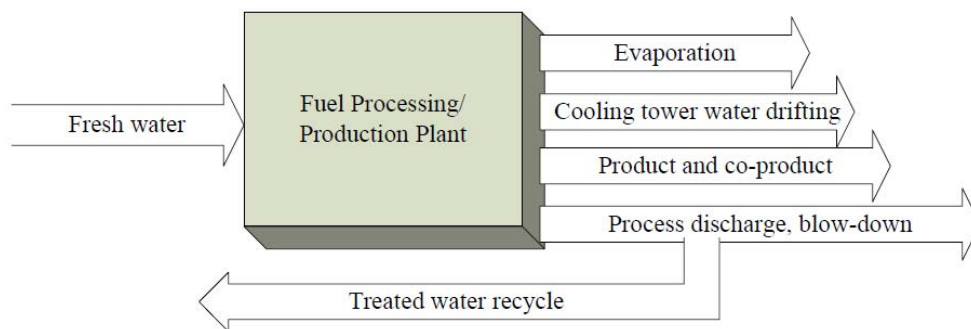 Evaporation
Fresh water
Fuel Processing/
Production Plant
Cooling tower water drifting
Product and co-product
Process discharge, blow-down
Treated water recycle